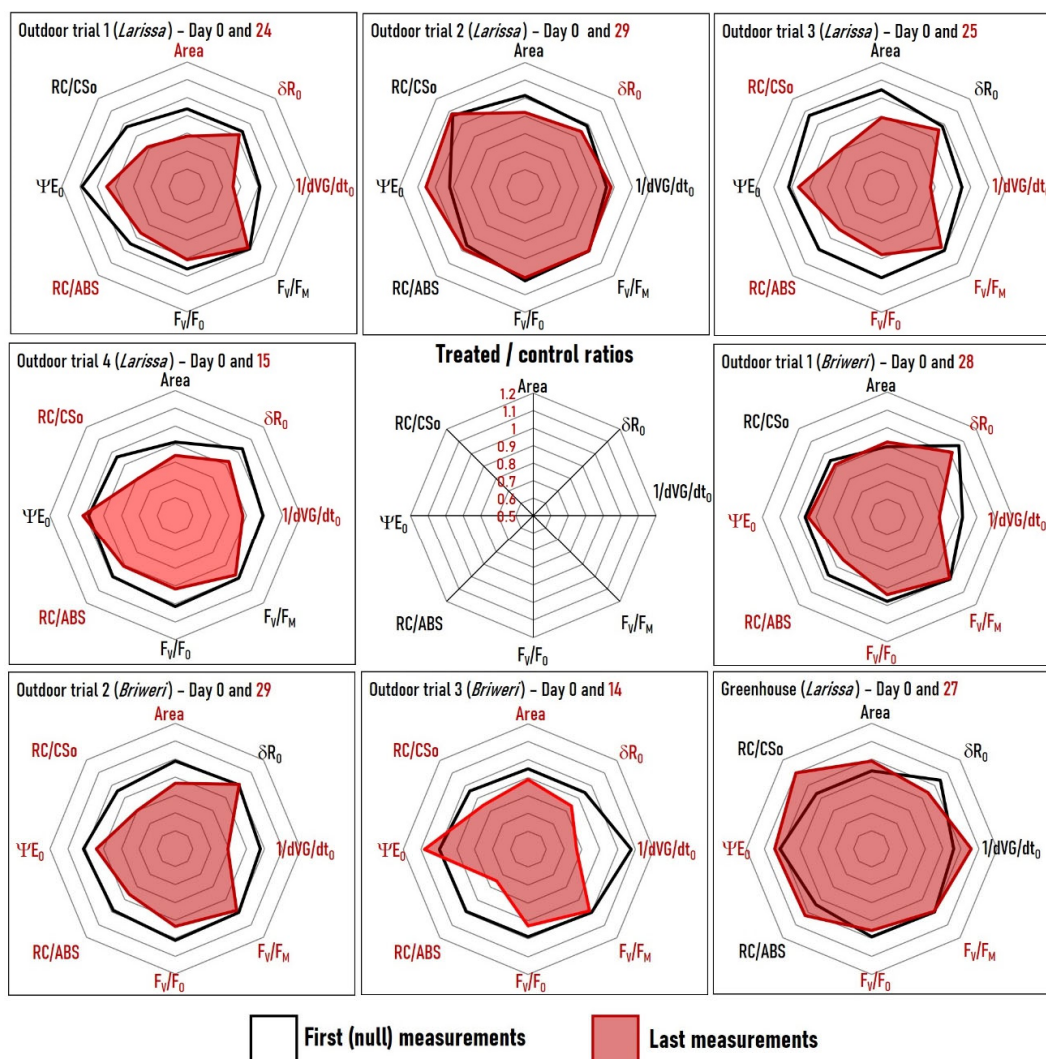 Outdoor trial 1 (Larissa) – Day 0 and 24
Area
RC/CSo
δR₀
ΨE₀
1/dVG/dt₀
RC/ABS
Fᵥ/F₀
Fᵥ/Fₘ
Outdoor trial 2 (Larissa) – Day 0 and 29
Area
RC/CSo
δR₀
ΨE₀
1/dVG/dt₀
RC/ABS
Fᵥ/F₀
Fᵥ/Fₘ
Outdoor trial 3 (Larissa) – Day 0 and 25
Area
RC/CSo
δR₀
ΨE₀
1/dVG/dt₀
RC/ABS
Fᵥ/F₀
Fᵥ/Fₘ
Outdoor trial 4 (Larissa) – Day 0 and 15
Area
RC/CSo
δR₀
ΨE₀
1/dVG/dt₀
RC/ABS
Fᵥ/F₀
Fᵥ/Fₘ
Treated / control ratios
Area
1.2
1.1
1
0.9
0.8
0.7
0.6
0.5
RC/CSo
δR₀
ΨE₀
1/dVG/dt₀
RC/ABS
Fᵥ/F₀
Fᵥ/Fₘ
Outdoor trial 1 (Briweri) – Day 0 and 28
Area
RC/CSo
δR₀
ΨE₀
1/dVG/dt₀
RC/ABS
Fᵥ/F₀
Fᵥ/Fₘ
Outdoor trial 2 (Briweri) – Day 0 and 29
Area
RC/CSo
δR₀
ΨE₀
1/dVG/dt₀
RC/ABS
Fᵥ/F₀
Fᵥ/Fₘ
Outdoor trial 3 (Briweri) – Day 0 and 14
Area
RC/CSo
δR₀
ΨE₀
1/dVG/dt₀
RC/ABS
Fᵥ/F₀
Fᵥ/Fₘ
Greenhouse (Larissa) – Day 0 and 27
Area
RC/CSo
δR₀
ΨE₀
1/dVG/dt₀
RC/ABS
Fᵥ/F₀
Fᵥ/Fₘ
First (null) measurements
Last measurements